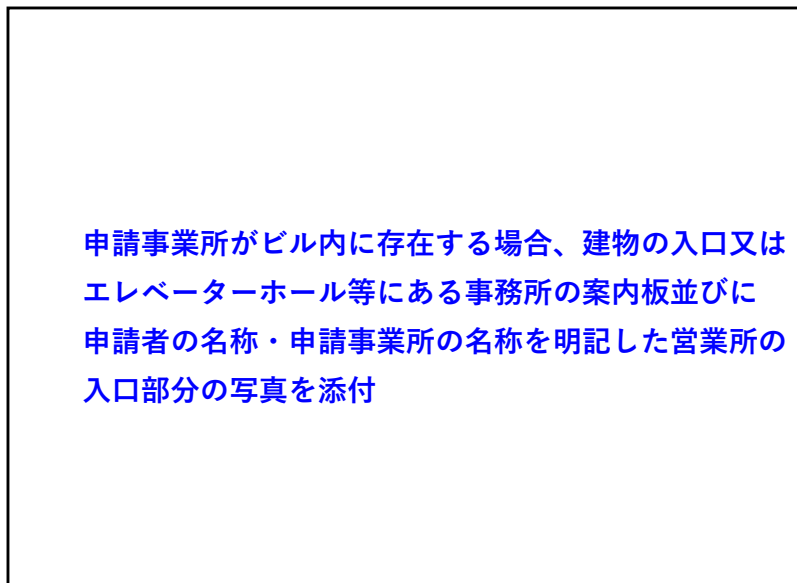 申請事業所がビル内に存在する場合、建物の入口又は
エレベーターホール等にある事務所の案内板並びに
申請者の名称・申請事業所の名称を明記した営業所の
入口部分の写真を添付